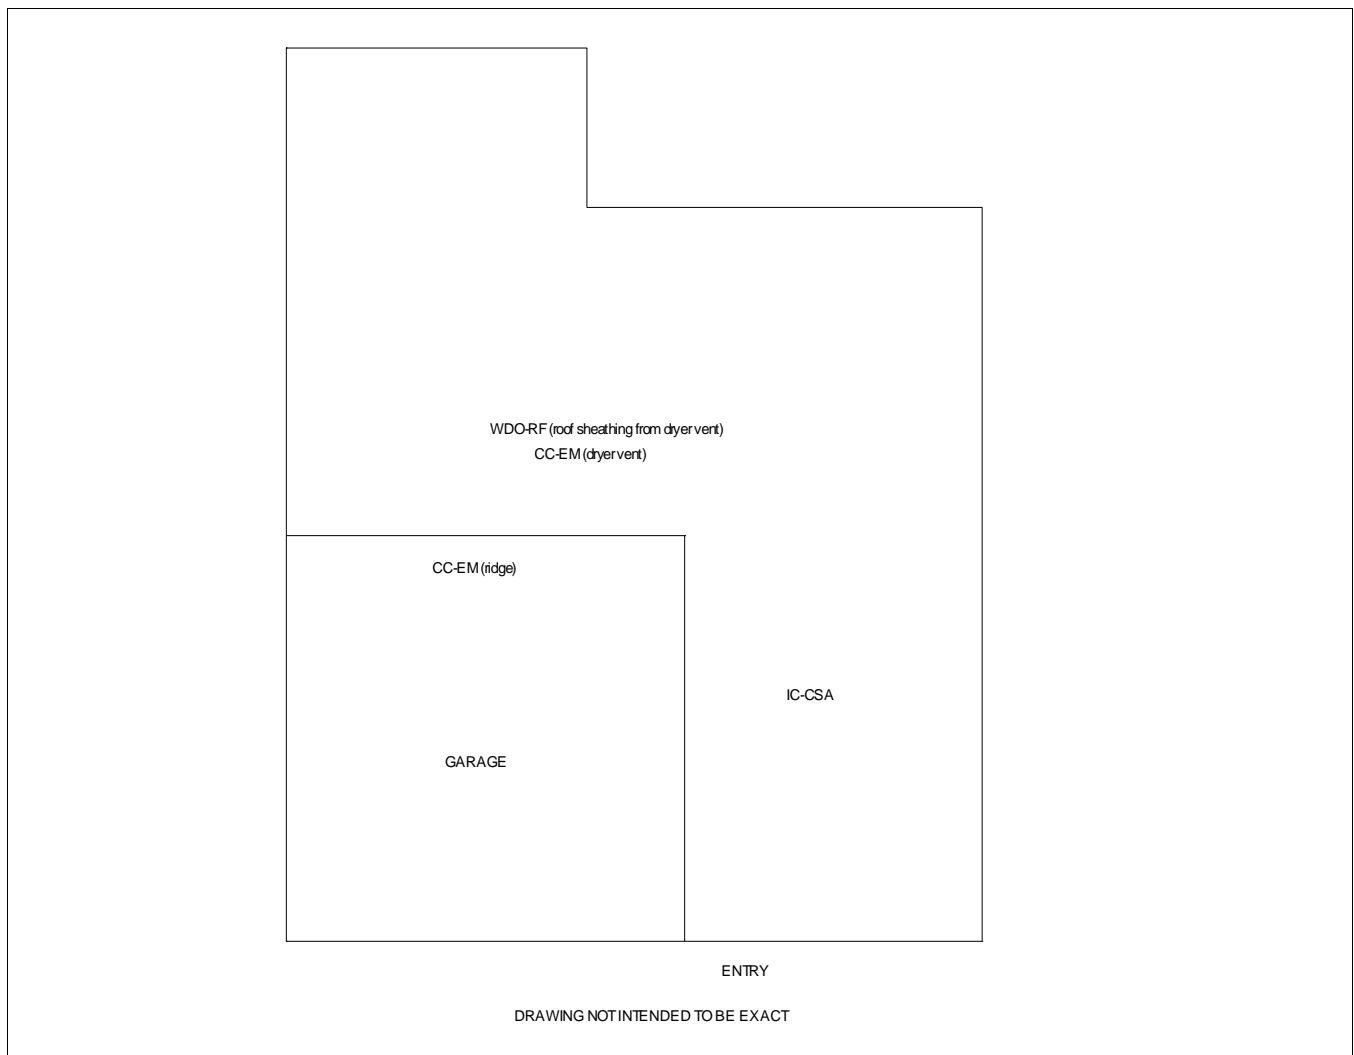 WDO-RF (roof sheathing from dryer vent)
CC-EM (dryer vent)
CC-EM (ridge)
IC-CSA
GARAGE
ENTRY
DRAWING NOT INTENDED TO BE EXACT